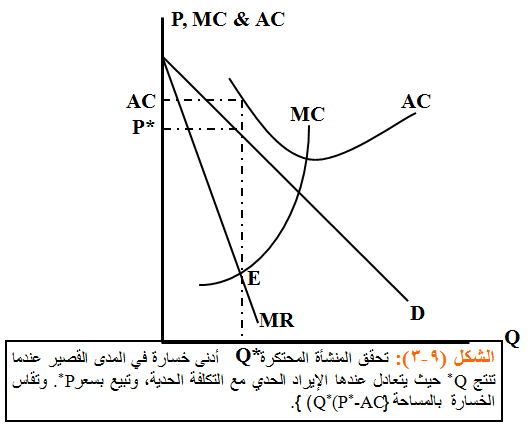 P, MC & AC
AC
P*
MC
AC
E
D
MR
Q
Q*
الشكل (٩-٣): تحقق المنشأة المحتكرة أدنى خسارة في المدى القصير عندما
تنتج Q* حيث يتعادل عندها الإيراد الحدي مع التكلفة الحدية، وتبيع بسعرP*. وتقاس
الخسارة بالمساحة {Q*(P*-AC) }.